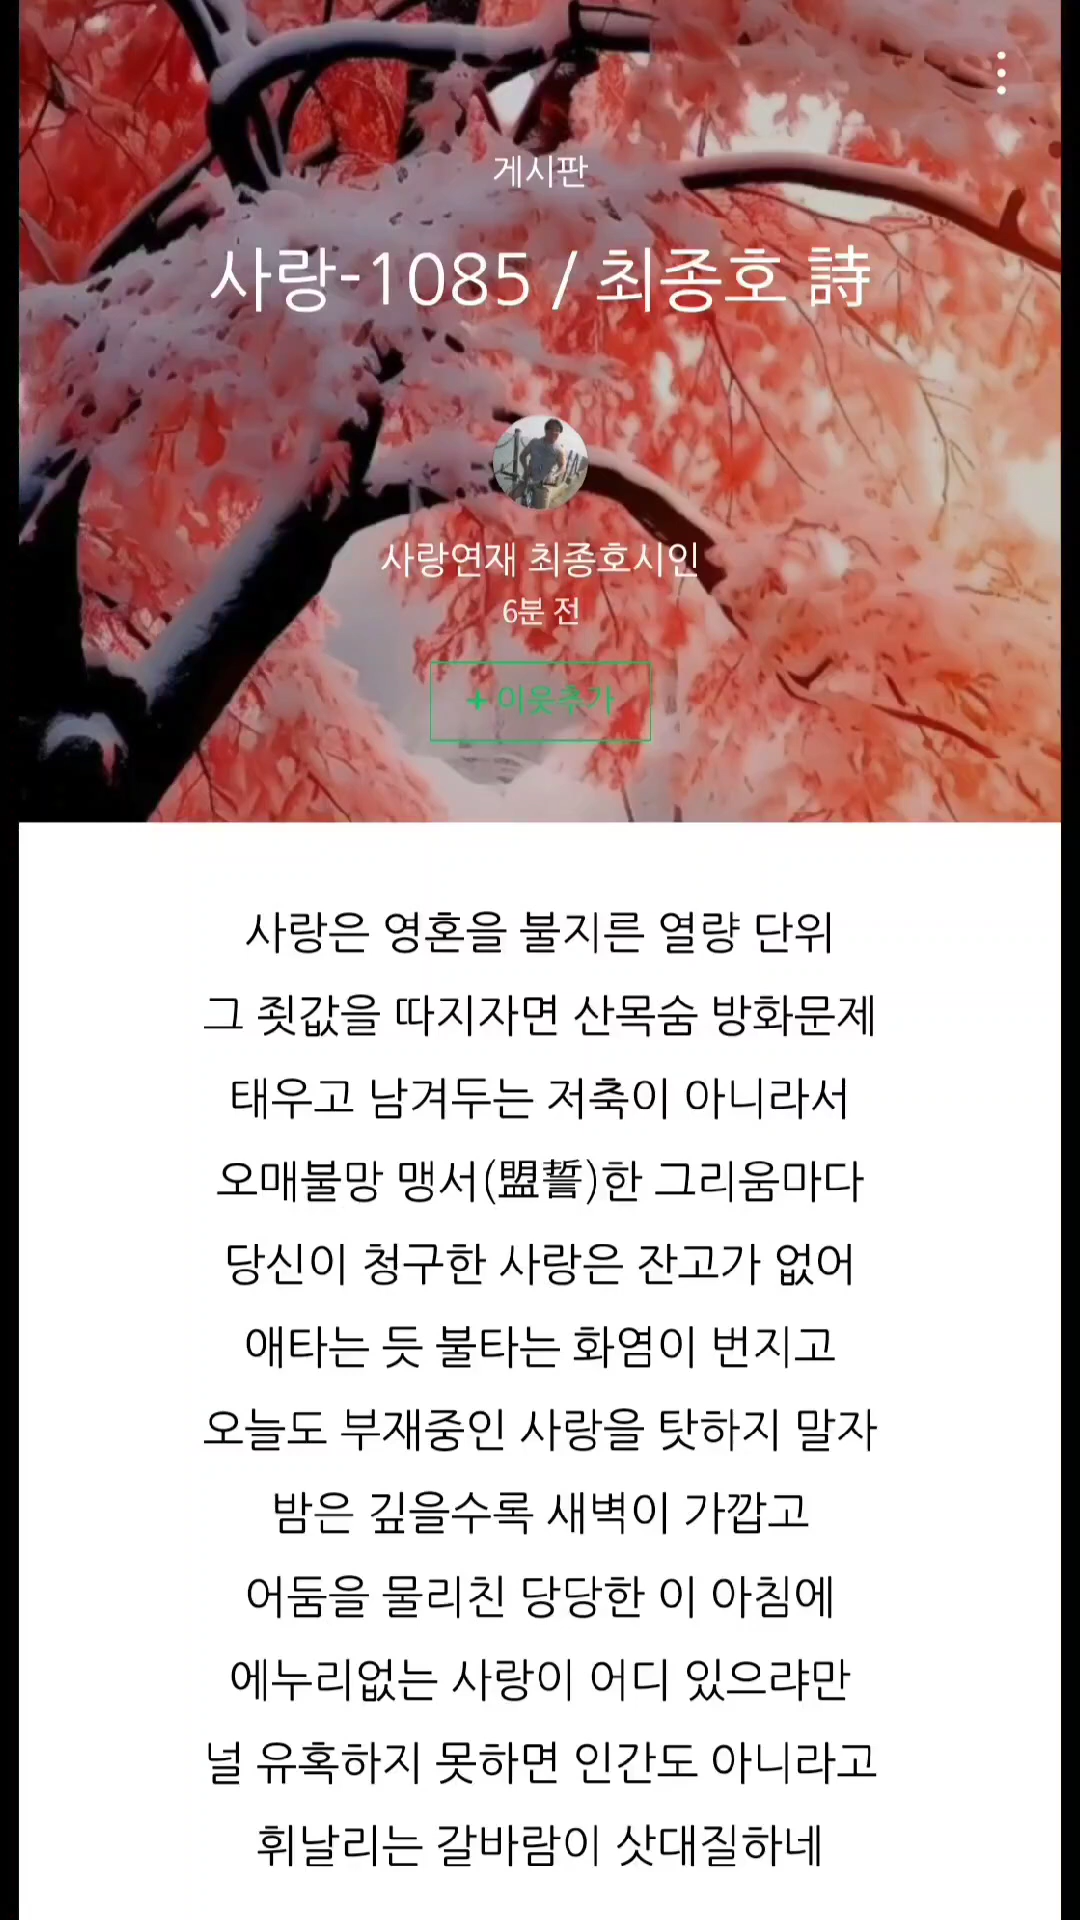 게시판
사랑-1085 / 최종호 詩
사랑연재 최종호시인
6분 전
+ 이웃추가
사랑은 영혼을 불지른 열량 단위
그 죗값을 따지자면 산목숨 방화문제
태우고 남겨두는 저축이 아니라서
오매불망 맹서(盟誓)한 그리움마다
당신이 청구한 사랑은 잔고가 없어
애타는 듯 불타는 화염이 번지고
오늘도 부재중인 사랑을 탓하지 말자
밤은 깊을수록 새벽이 가깝고
어둠을 물리친 당당한 이 아침에
에누리없는 사랑이 어디 있으랴만
널 유혹하지 못하면 인간도 아니라고
휘날리는 갈바람이 삿대질하네